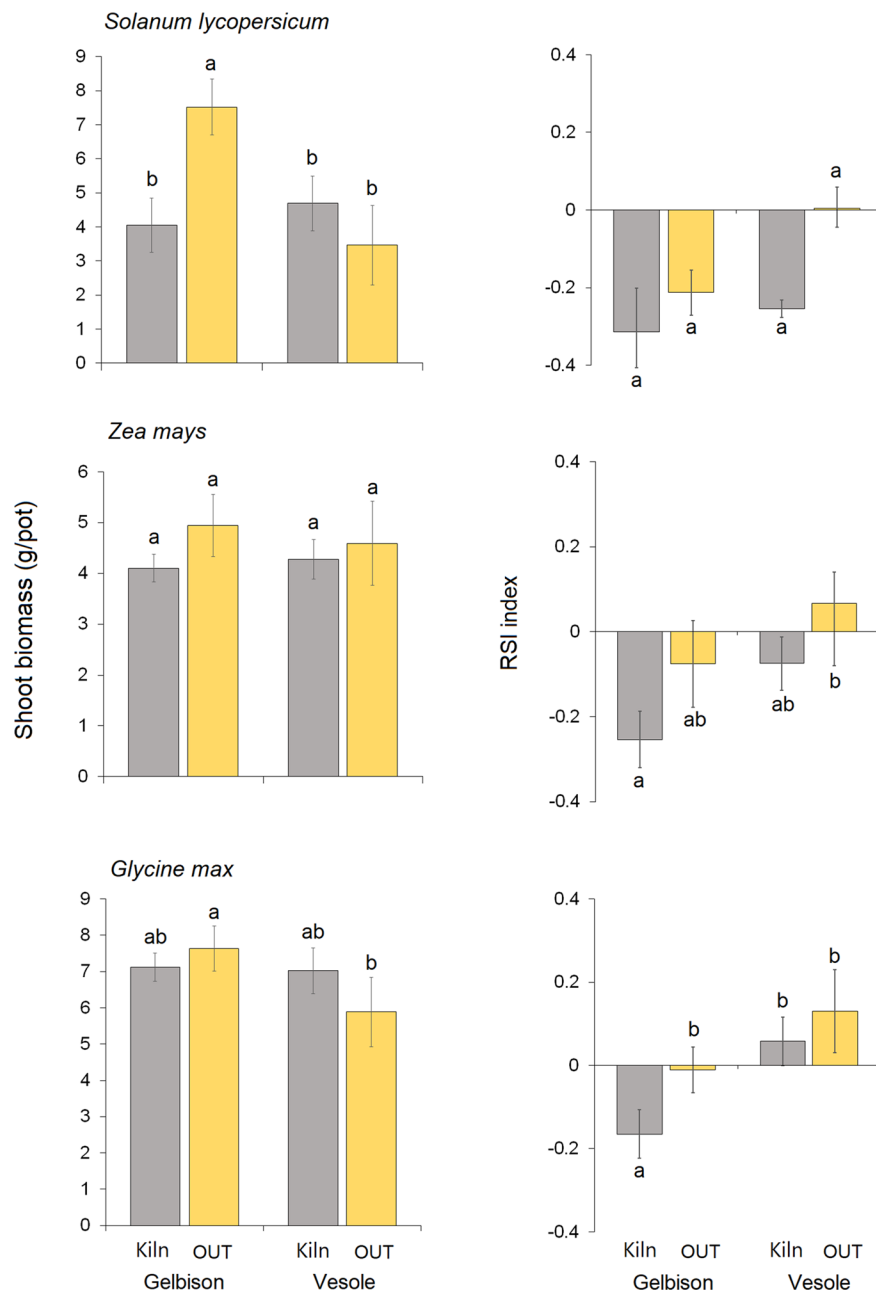 Solanum lycopersicum
9
8
7
6
5
4
3
2
1
0
b
a
b
b
0.4
0.2
0
-0.2
-0.4
a
a
a
a
Zea mays
Shoot biomass (g/pot)
6
5
4
3
2
1
0
a
a
a
a
RSI index
0.4
0.2
0
-0.2
-0.4
a
ab
ab
b
Glycine max
9
8
7
6
5
4
3
2
1
0
ab
a
ab
b
Kiln OUT Kiln OUT
Gelbison Vesole
0.4
0.2
0
-0.2
-0.4
a
b
b
b
Kiln OUT Kiln OUT
Gelbison Vesole